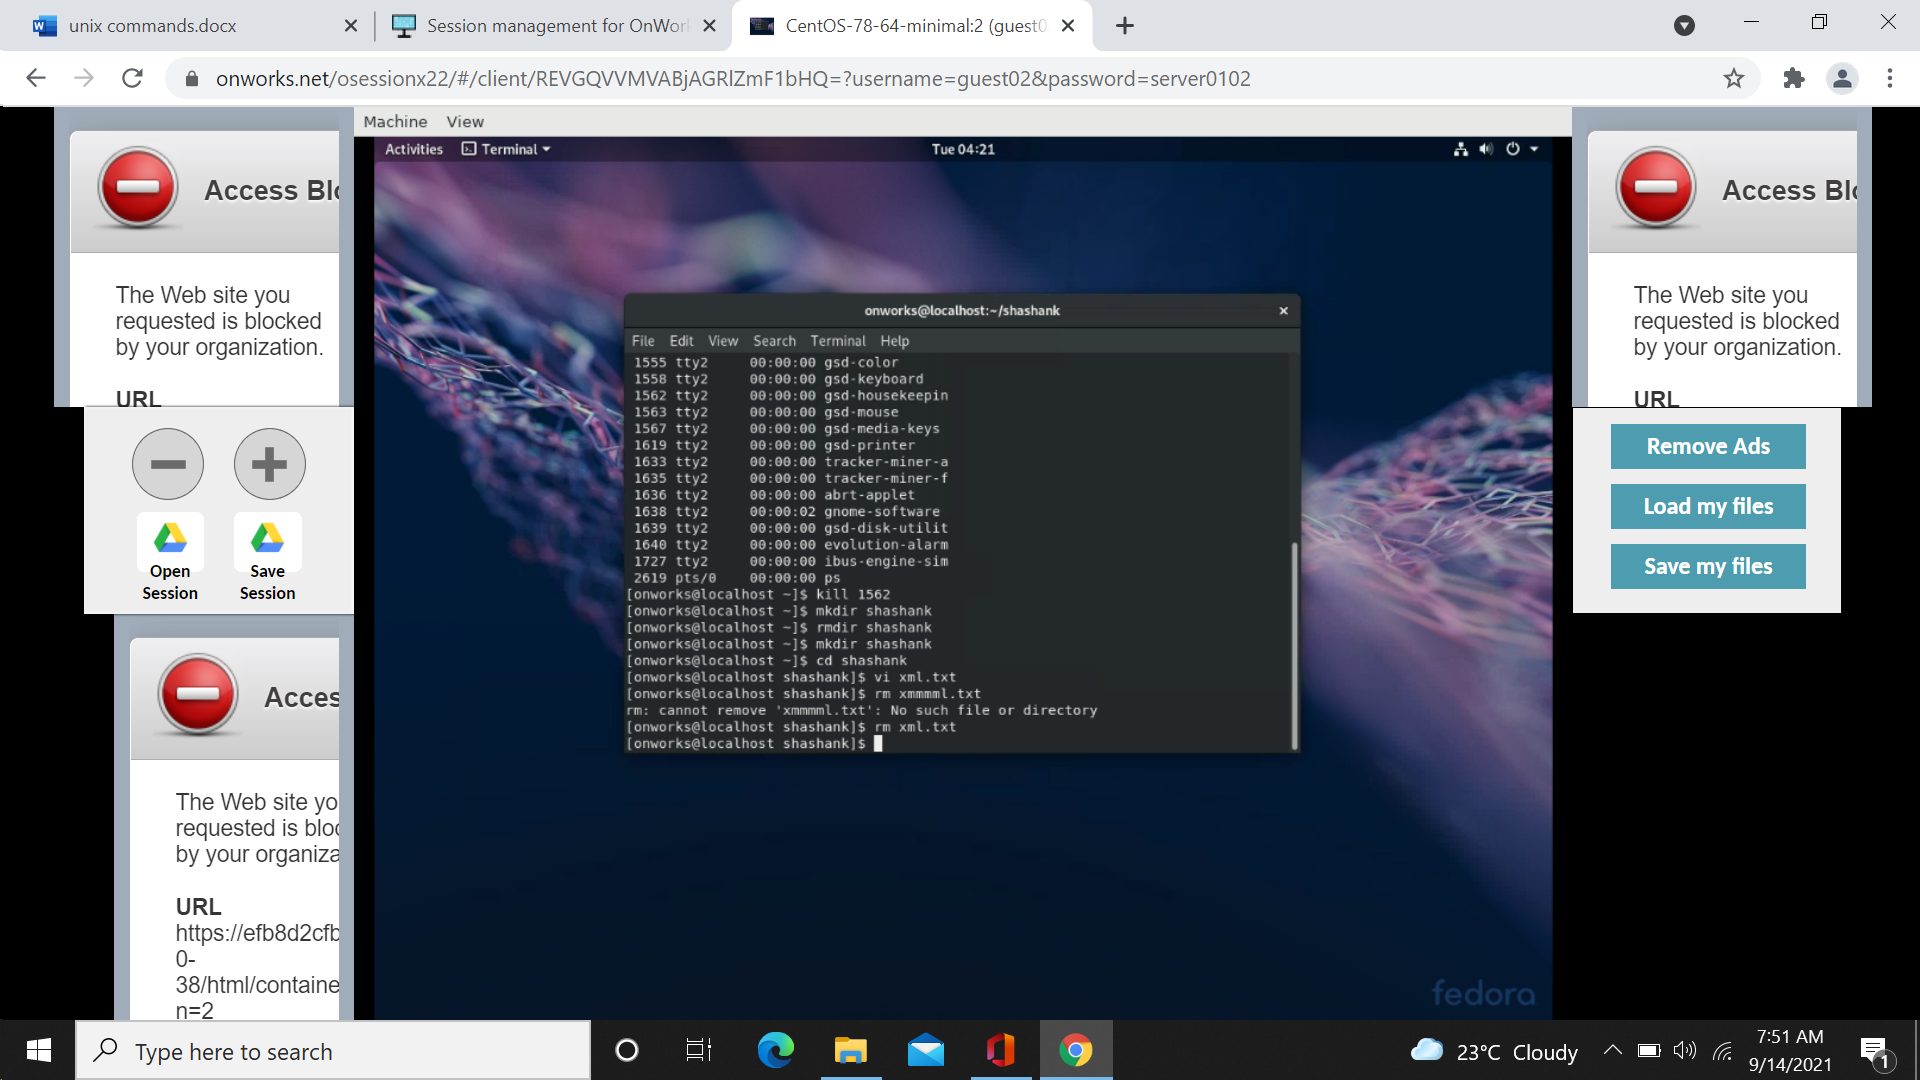 unix commands.docx
Session management for OnWor
CentOS-78-64-minimal:2 (guest0
onworks.net/osessionx22/#/client/REVGQVVMVABjAGRlZmF1bHQ=?username=guest02&password=server0102
Machine View
Activities Terminal Tue 04:21
Access Blo
The Web site you
requested is blocked
by your organization.
URL
Open
Session
Save
Session
Acces
The Web site yo
requested is bloc
by your organiza
URL
https://efb8d2cfb
0-
38/html/containe
n=2
onworks@localhost:~/shashank
File Edit View Search Terminal Help
1555 tty2 00:00:00 gsd-color
1558 tty2 00:00:00 gsd-keyboard
1562 tty2 00:00:00 gsd-housekeepin
1563 tty2 00:00:00 gsd-mouse
1567 tty2 00:00:00 gsd-media-keys
1619 tty2 00:00:00 gsd-printer
1633 tty2 00:00:00 tracker-miner-a
1635 tty2 00:00:00 tracker-miner-f
1636 tty2 00:00:00 abrt-applet
1638 tty2 00:00:02 gnome-software
1639 tty2 00:00:00 gsd-disk-utilit
1640 tty2 00:00:00 evolution-alarm
1727 tty2 00:00:00 ibus-engine-sim
2619 pts/0 00:00:00 ps
[onworks@localhost ~]$ kill 1562
[onworks@localhost ~]$ mkdir shashank
[onworks@localhost ~]$ rmdir shashank
[onworks@localhost ~]$ mkdir shashank
[onworks@localhost ~]$ cd shashank
[onworks@localhost shashank]$ vi xml.txt
[onworks@localhost shashank]$ rm xmmmml.txt
rm: cannot remove 'xmmmml.txt': No such file or directory
[onworks@localhost shashank]$ rm xml.txt
[onworks@localhost shashank]$
fedora
Access Blo
The Web site you
requested is blocked
by your organization.
URL
Remove Ads
Load my files
Save my files
Type here to search
23°C Cloudy
7:51 AM
9/14/2021
1